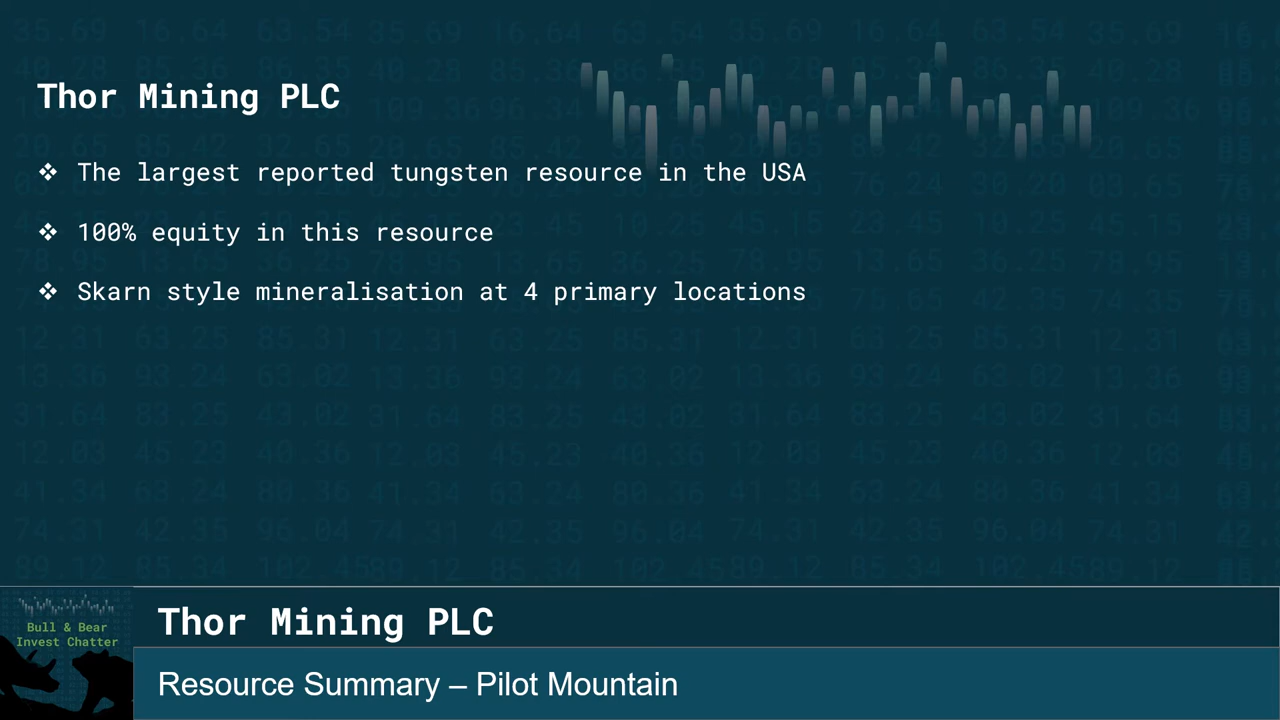 Thor Mining PLC
❖ The largest reported tungsten resource in the USA
❖ 100% equity in this resource
❖ Skarn style mineralisation at 4 primary locations
Bull & Bear
Invest Chatter
Thor Mining PLC
Resource Summary – Pilot Mountain